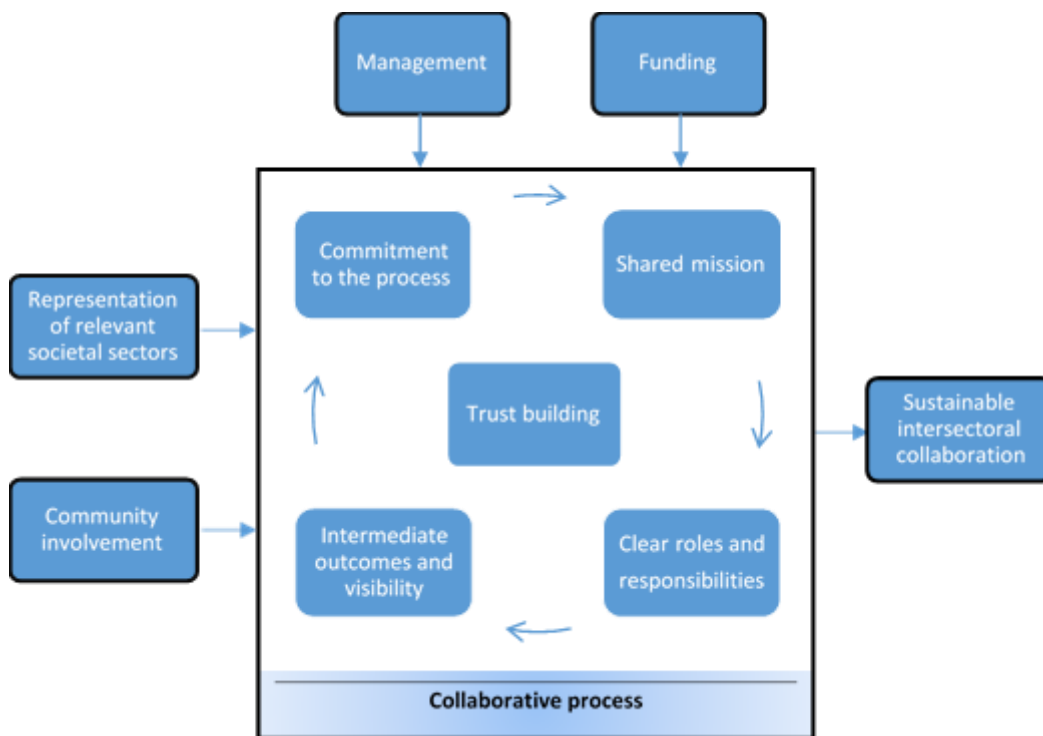 Management
Funding
Commitment
to the process
Shared mission
Representation
of relevant
societal sectors
Trust building
Sustainable
intersectoral
collaboration
Community
involvement
Intermediate
outcomes and
visibility
Clear roles and
responsibilities
Collaborative process